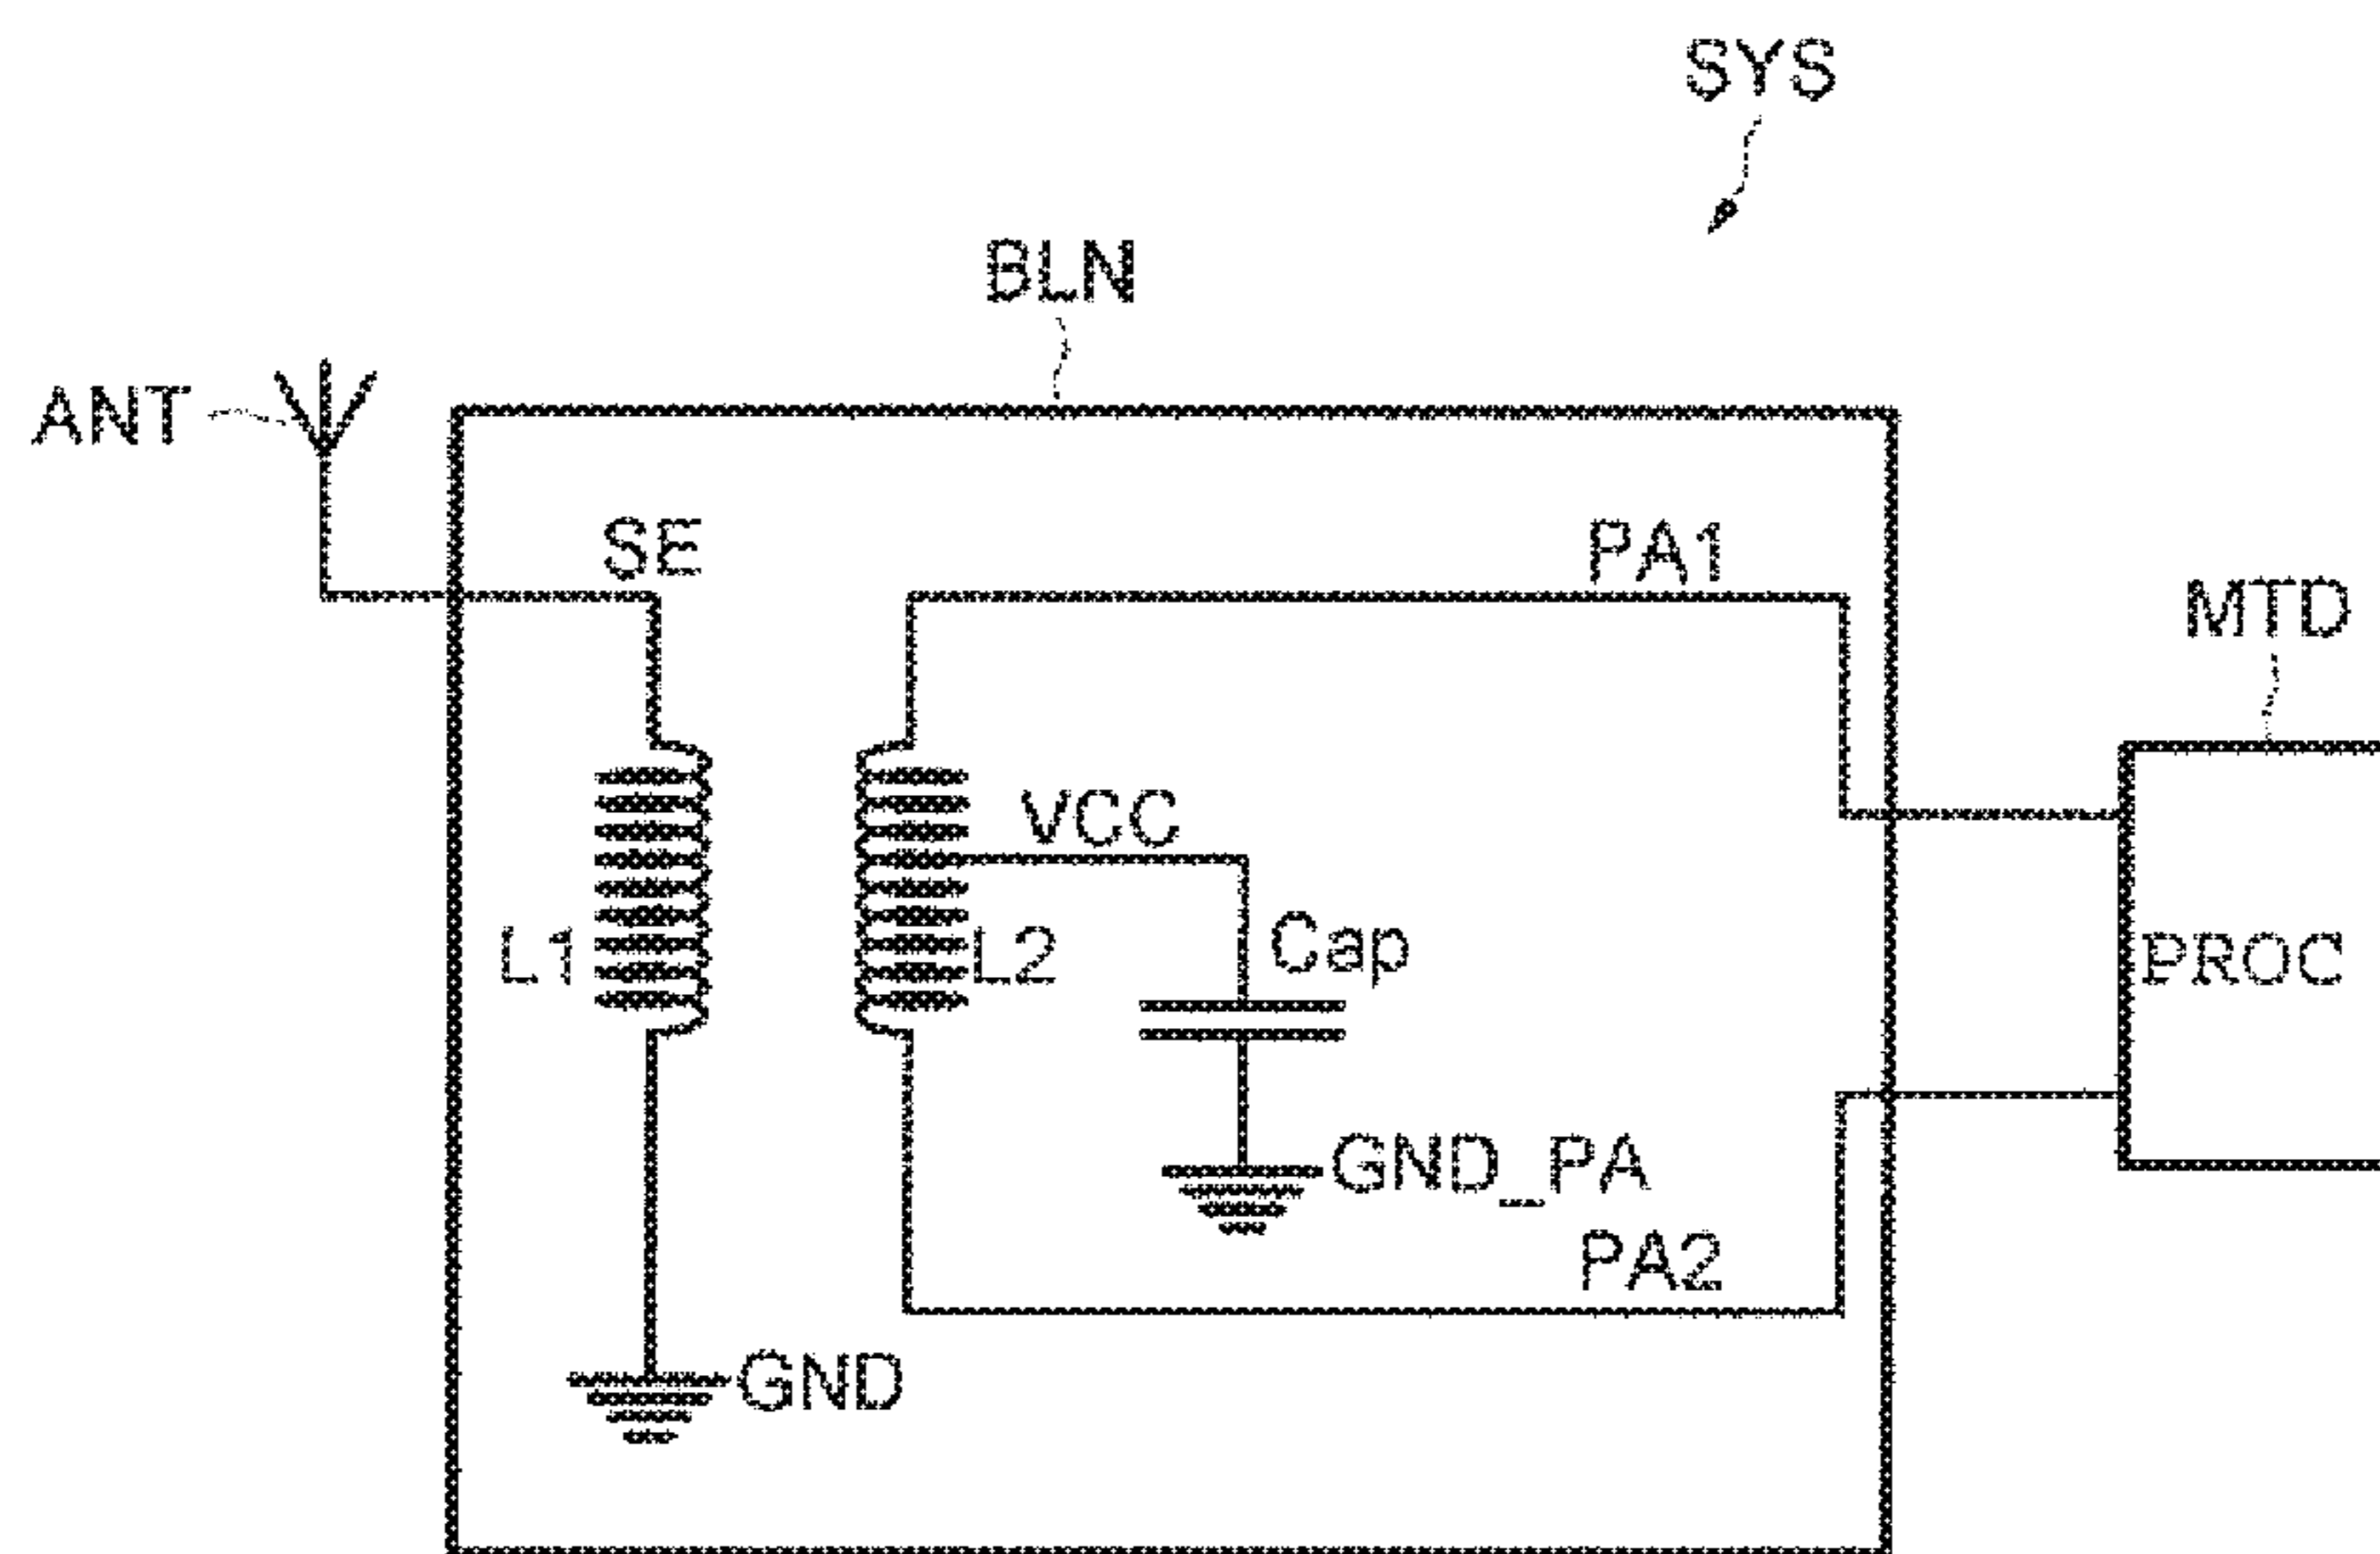 SYS
BLN
ANT
SE
PA1
MTD
VCC
L1
L2
Cap
PROC
GND_PA
PA2
GND